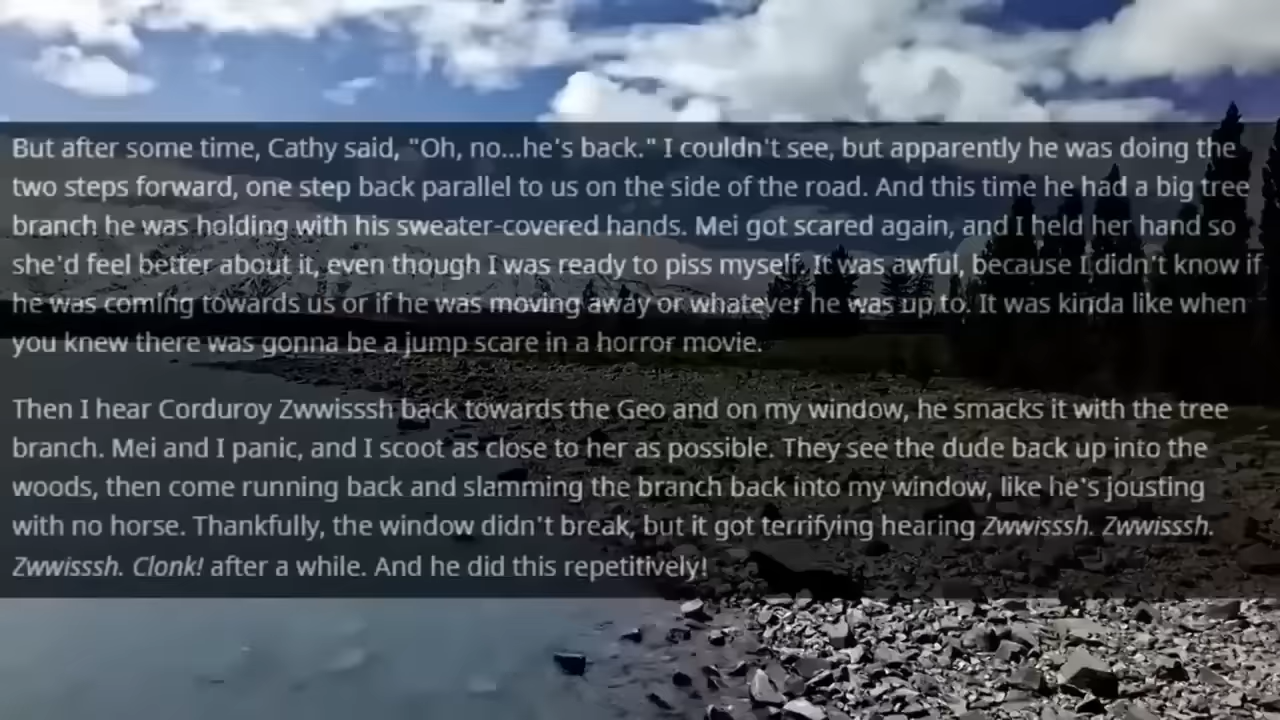 But after some time, Cathy said, "Oh, no...he's back." I couldn't see, but apparently he was doing the
two steps forward, one step back parallel to us on the side of the road. And this time he had a big tree
branch he was holding with his sweater-covered hands. Mei got scared again, and I held her hand so
she'd feel better about it, even though I was ready to piss myself. It was awful, because I didn't know if
he was coming towards us or if he was moving away or whatever he was up to. It was kinda like when
you knew there was gonna be a jump scare in a horror movie.
Then I hear Corduroy Zwwisssh back towards the Geo and on my window, he smacks it with the tree
branch. Mei and I panic, and I scoot as close to her as possible. They see the dude back up into the
woods, then come running back and slamming the branch back into my window, like he's jousting
with no horse. Thankfully, the window didn't break, but it got terrifying hearing Zwwisssh. Zwwisssh.
Zwwisssh. Clonk! after a while. And he did this repetitively!